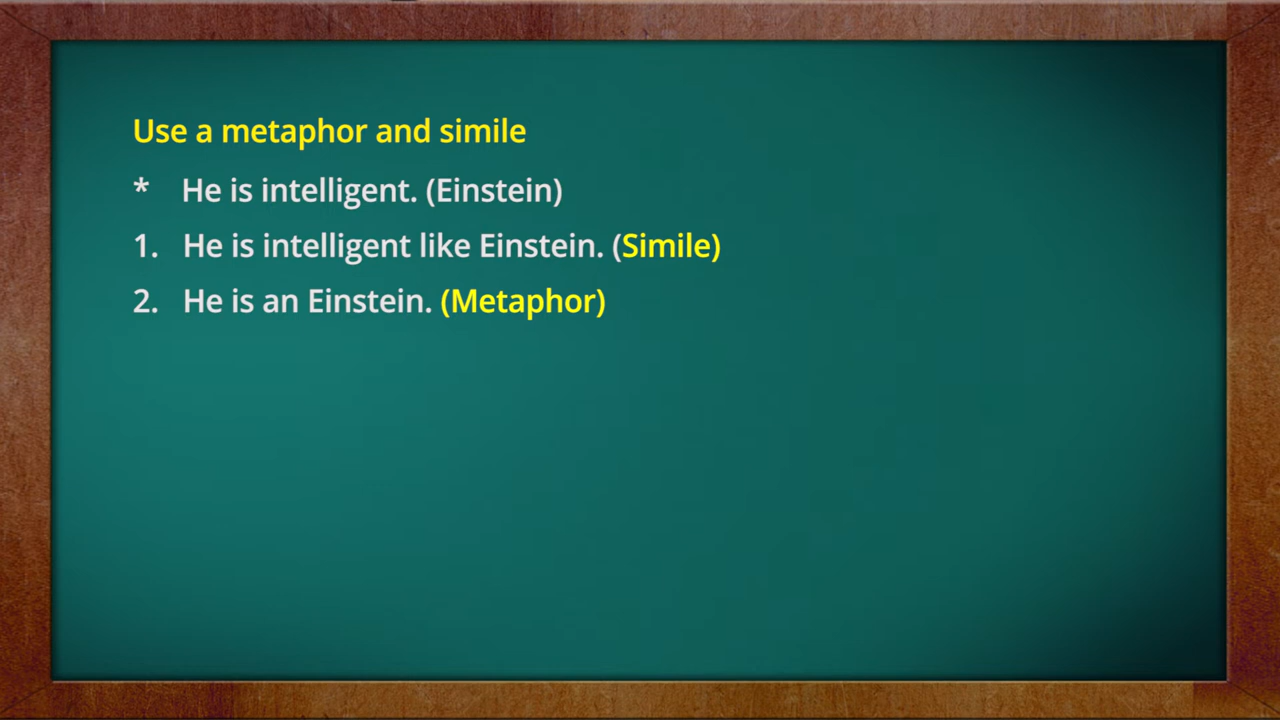 Use a metaphor and simile
* He is intelligent. (Einstein)
1. He is intelligent like Einstein. (Simile)
2. He is an Einstein. (Metaphor)